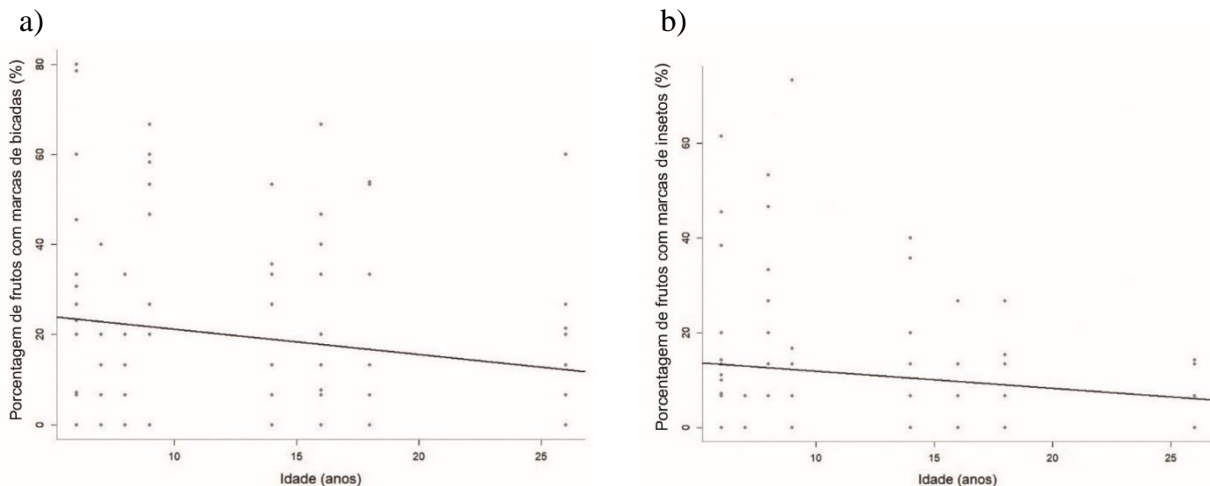 a)
Porcentagem de frutos com marcas de bicadas (%)
80
60
40
20
0
10
15
20
25
Idade (anos)
b)
Porcentagem de frutos com marcas de insetos (%)
60
40
20
0
10
15
20
25
Idade (anos)